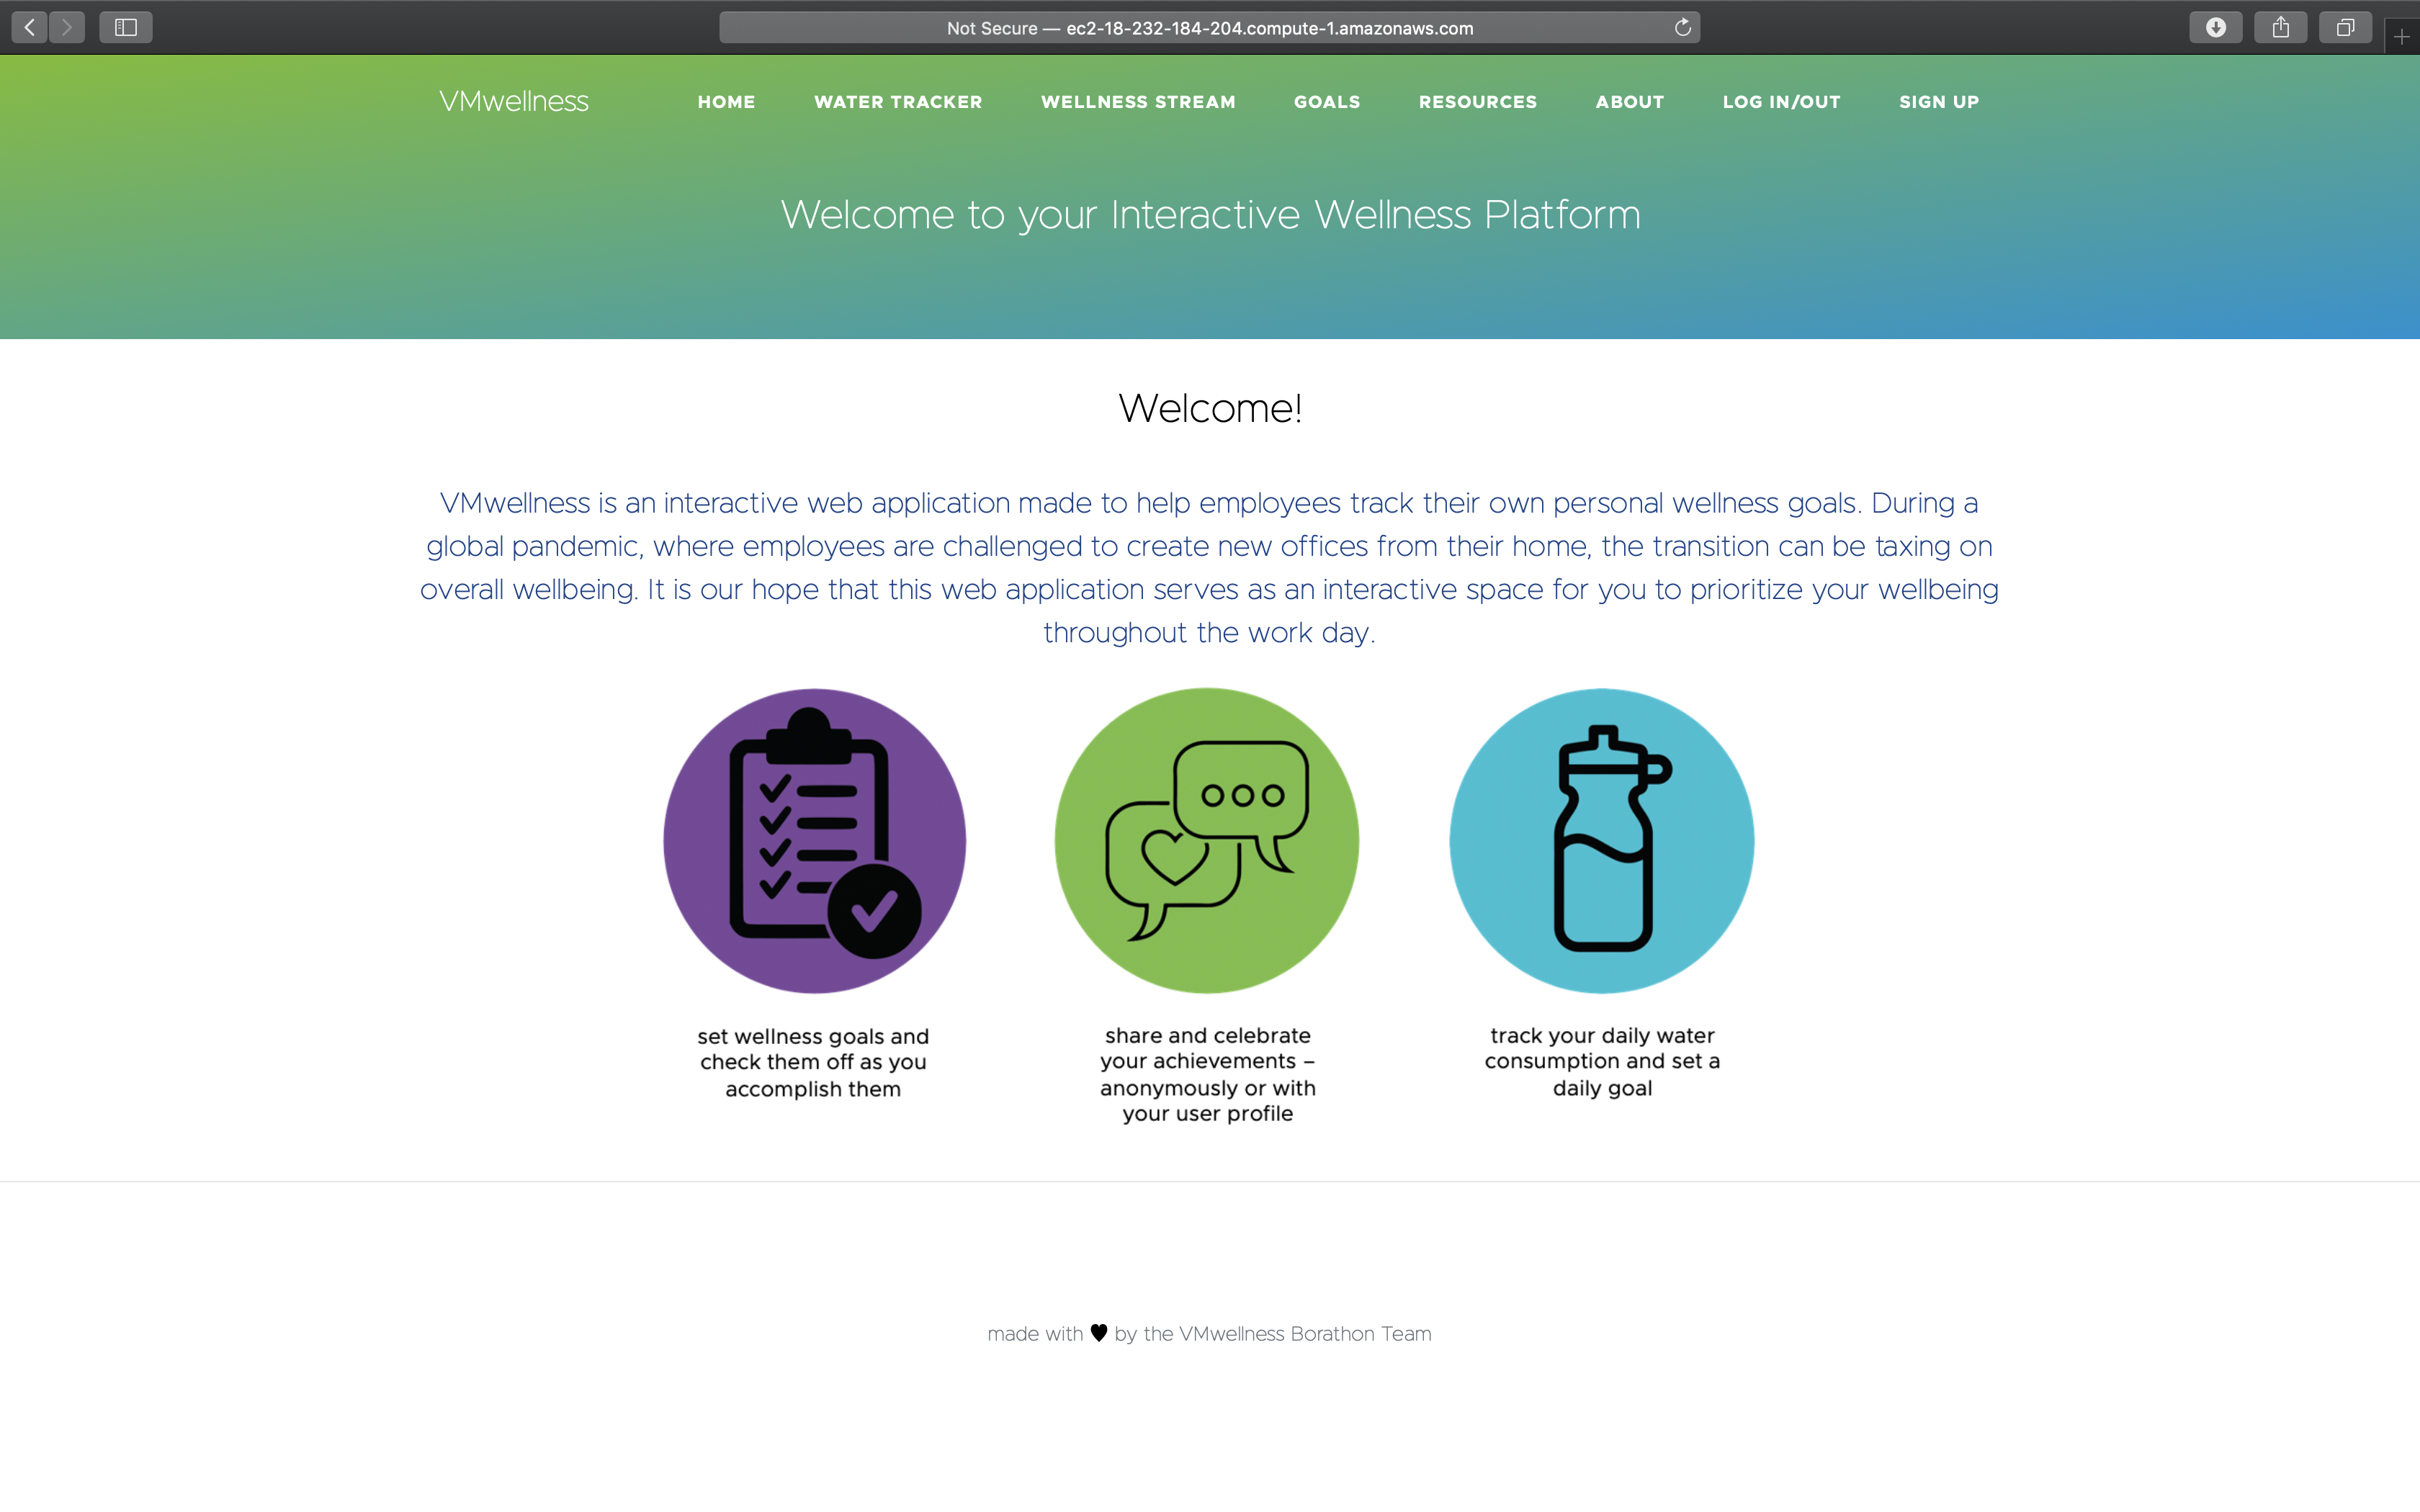 Not Secure — ec2-18-232-184-204.compute-1.amazonaws.com
VMwellness HOME WATER TRACKER WELLNESS STREAM GOALS RESOURCES ABOUT LOG IN/OUT SIGN UP
Welcome to your Interactive Wellness Platform
Welcome!
VMwellness is an interactive web application made to help employees track their own personal wellness goals. During a
global pandemic, where employees are challenged to create new offices from their home, the transition can be taxing on
overall wellbeing. It is our hope that this web application serves as an interactive space for you to prioritize your wellbeing
throughout the work day.
set wellness goals and
check them off as you
accomplish them
share and celebrate
your achievements –
anonymously or with
your user profile
track your daily water
consumption and set a
daily goal
made with ♥ by the VMwellness Borathon Team